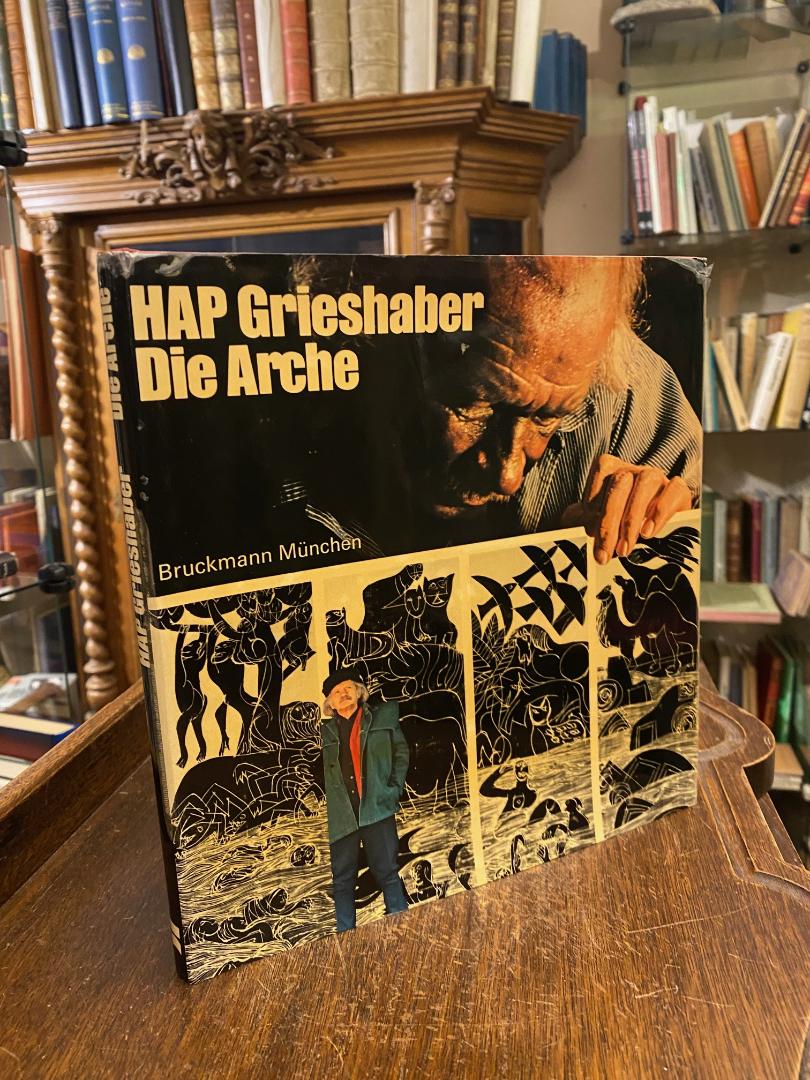 HAP Grieshaber
Die Arche
Bruckmann München
Die Arche
HAP Grieshaber